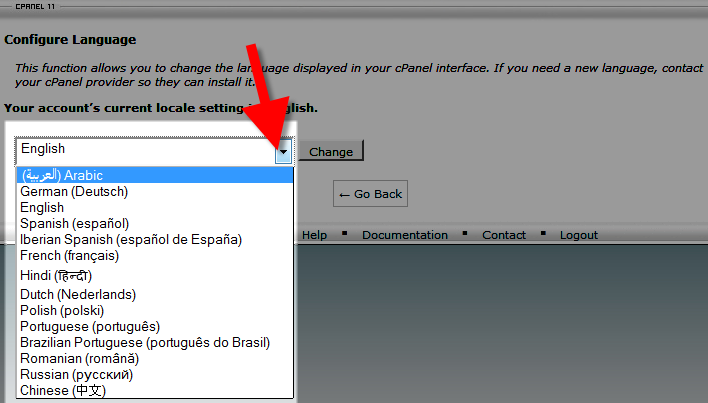 CPANEL 11
Configure Language
This function allows you to change the language displayed in your cPanel interface. If you need a new language, contact
your cPanel provider so they can install it.
Your account's current locale setting is English.
English
Change
(العربية) Arabic
German (Deutsch)
← Go Back
English
Spanish (español)
Iberian Spanish (español de España)
Help ▪ Documentation ▪ Contact ▪ Logout
French (français)
Hindi (हिन्दी)
Dutch (Nederlands)
Polish (polski)
Portuguese (português)
Brazilian Portuguese (português do Brasil)
Romanian (română)
Russian (русский)
Chinese (中文)